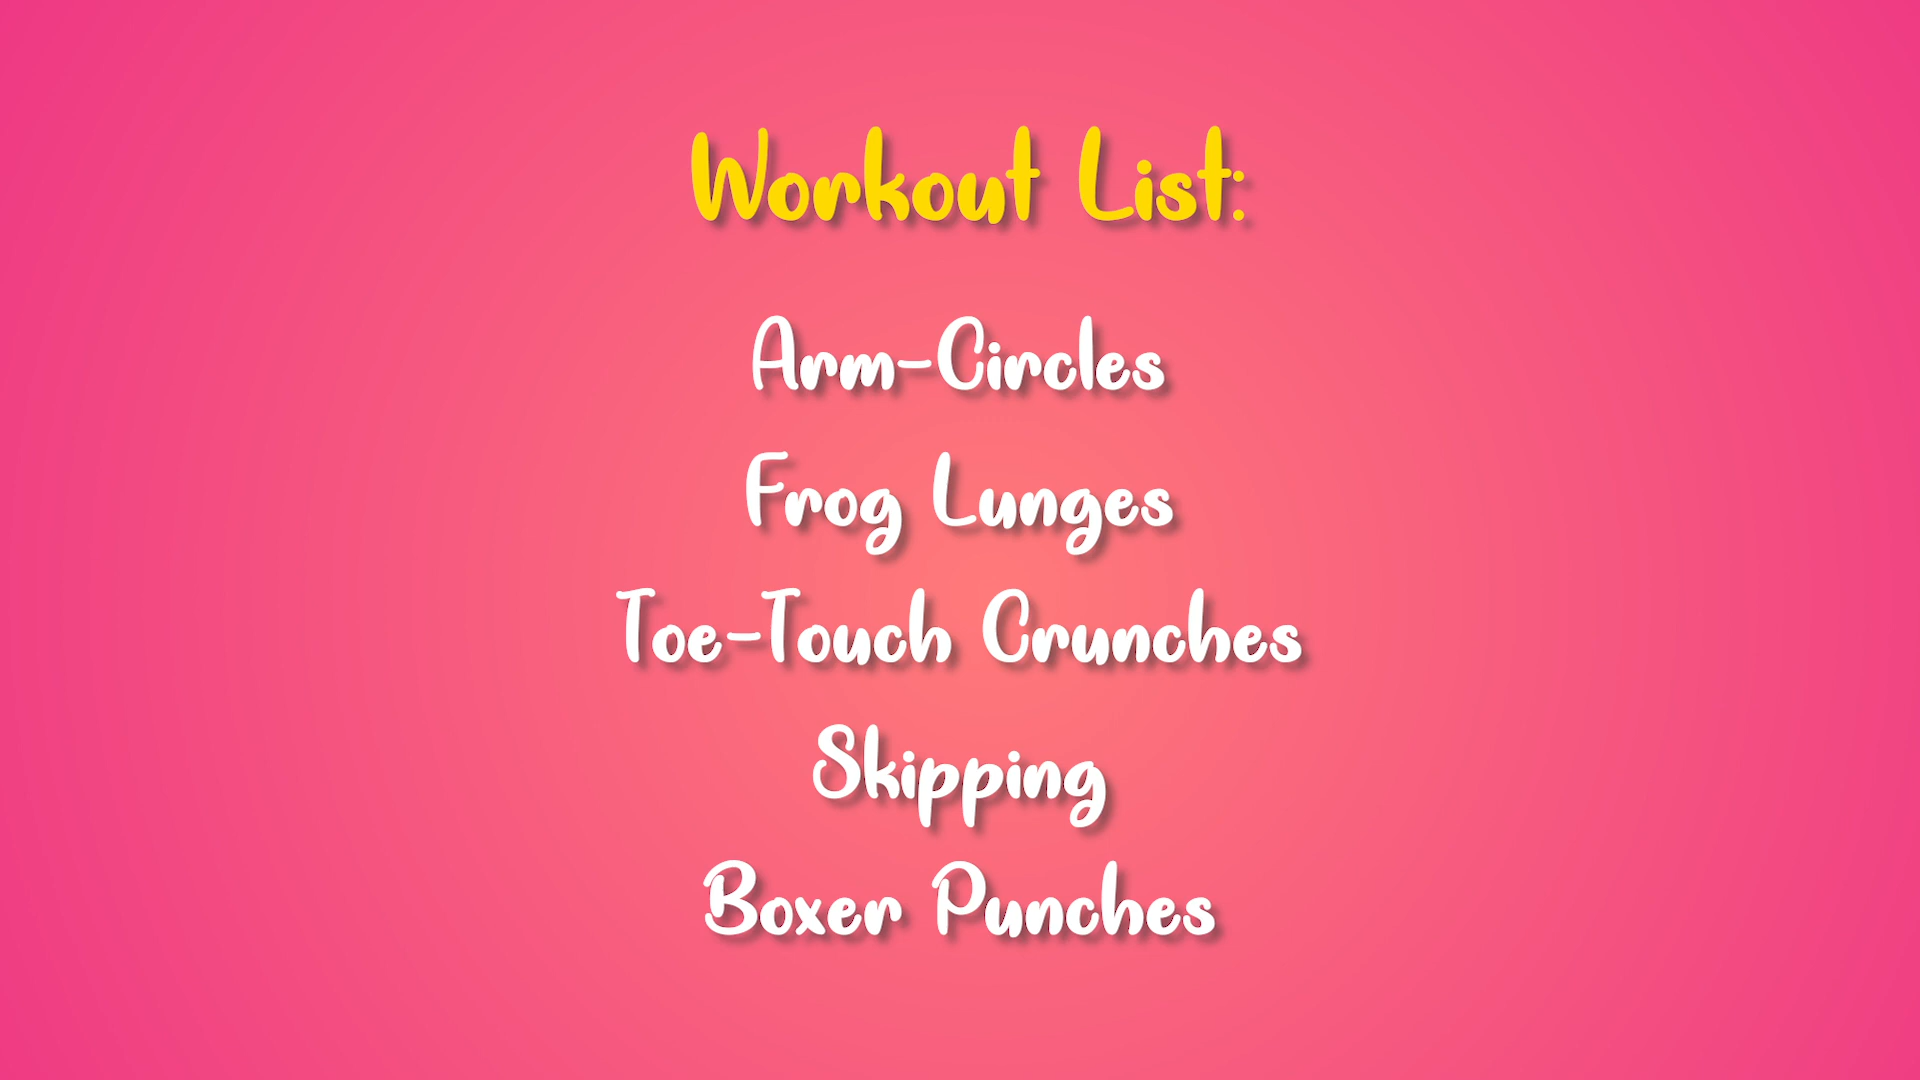 Workout List:
Arm-Circles
Frog Lunges
Toe-Touch Crunches
Skipping
Boxer Punches